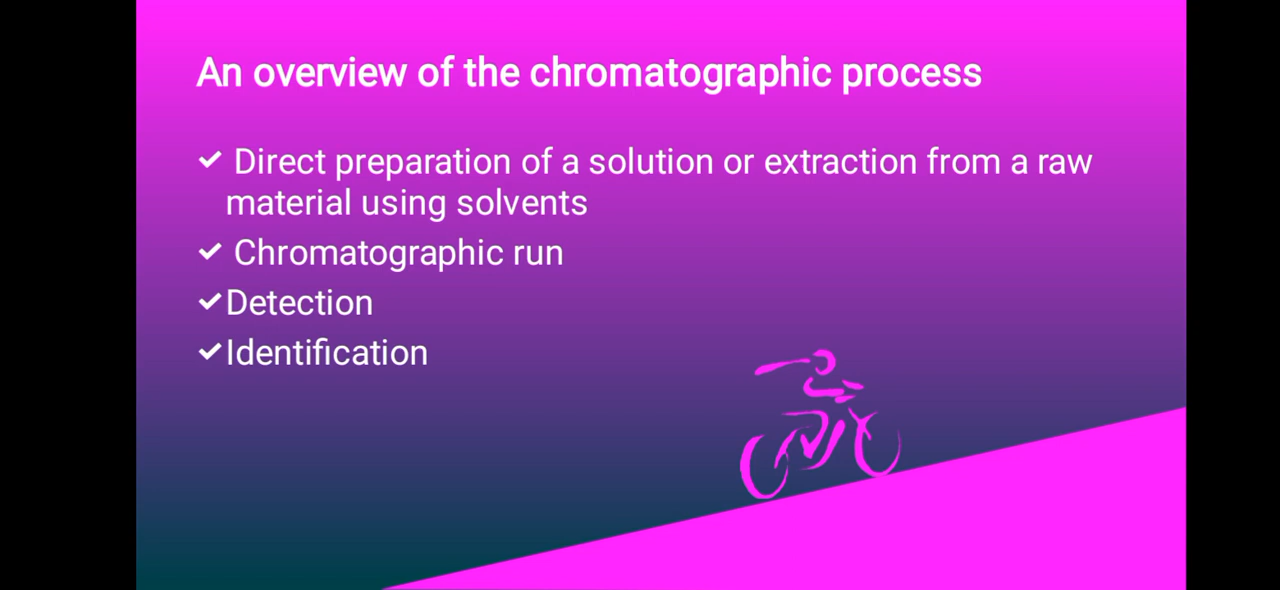 An overview of the chromatographic process
✓ Direct preparation of a solution or extraction from a raw
material using solvents
✓ Chromatographic run
✓Detection
✓Identification